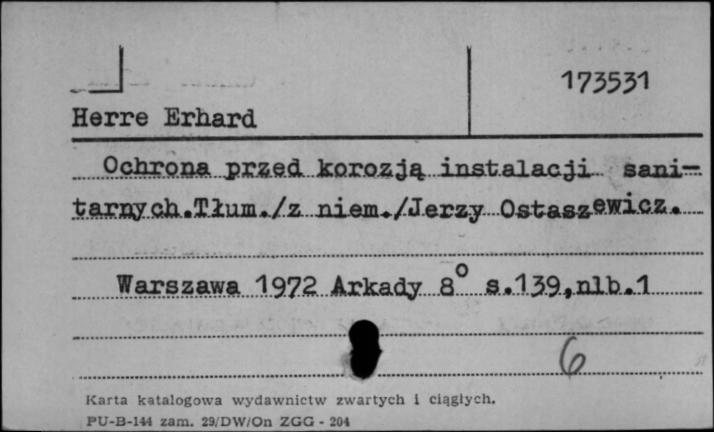 173531
Herre Erhard
Ochrona przed korozją instalacji sani-
tarnych.Tłum./z niem./Jerzy Ostaszewicz.
Warszawa 1972 Arkady 8° s.139,nlb.1
6
Karta katalogowa wydawnictw zwartych i ciągłych.
PU-B-144 zam. 29/DW/On ZGG - 204